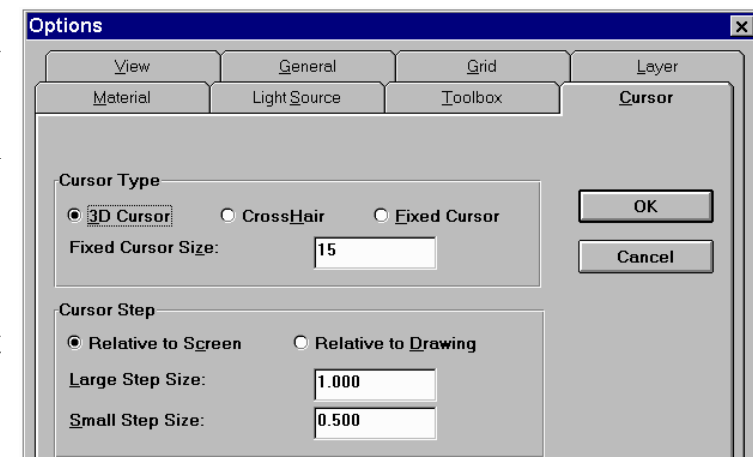 Options
View General Grid Layer
Material Light Source Toolbox Cursor
Cursor Type
3D Cursor CrossHair Fixed Cursor
OK
Fixed Cursor Size: 15
Cancel
Cursor Step
Relative to Screen Relative to Drawing
Large Step Size: 1.000
Small Step Size: 0.500